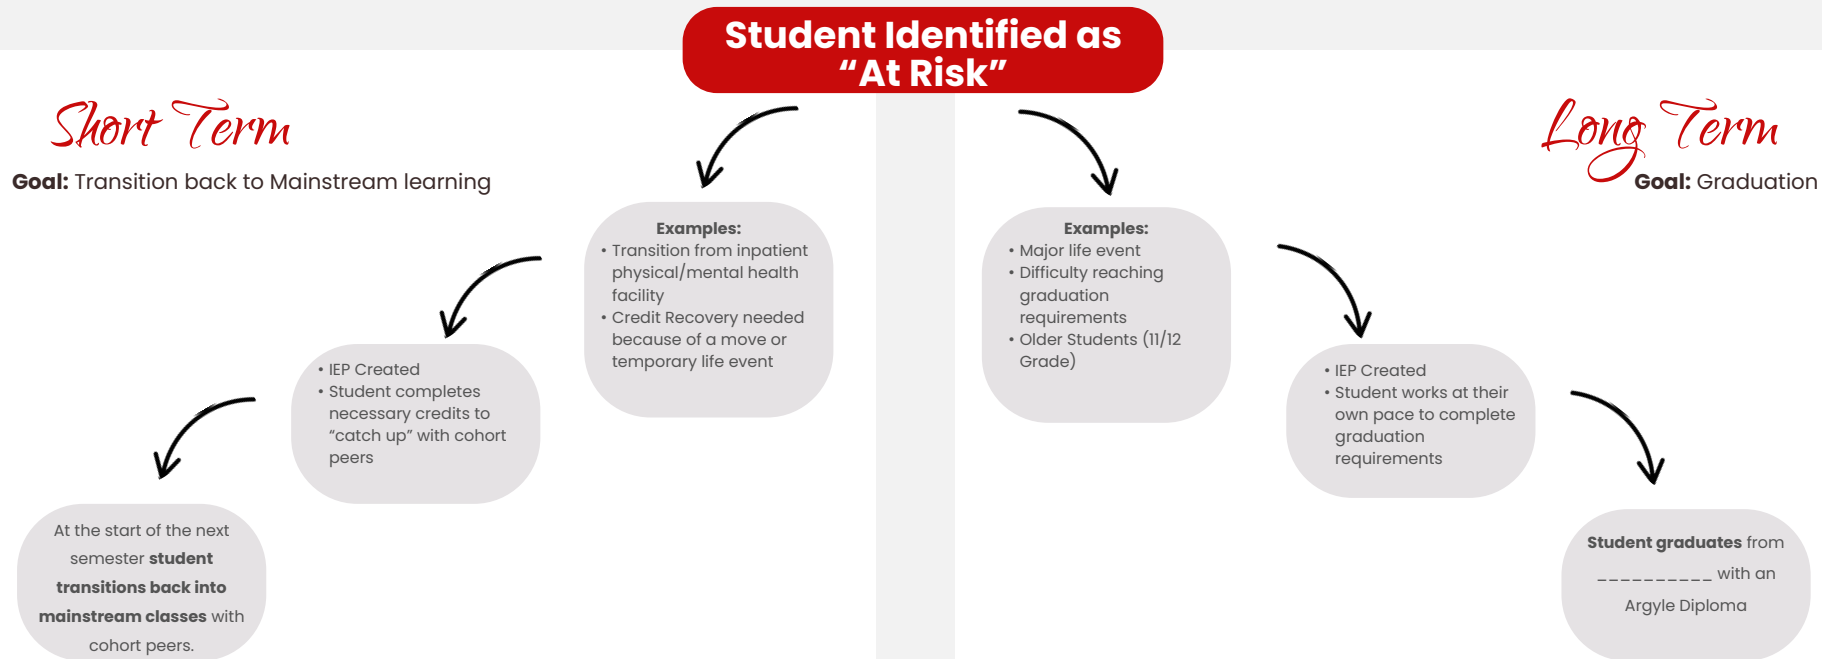 Student Identified as
“At Risk”
Short Term
Goal: Transition back to Mainstream learning
Examples:
• Transition from inpatient
physical/mental health
facility
• Credit Recovery needed
because of a move or
temporary life event
• IEP Created
• Student completes
necessary credits to
“catch up” with cohort
peers
At the start of the next
semester student
transitions back into
mainstream classes with
cohort peers.
Long Term
Goal: Graduation
Examples:
• Major life event
• Difficulty reaching
graduation
requirements
• Older Students (11/12
Grade)
• IEP Created
• Student works at their
own pace to complete
graduation
requirements
Student graduates from
__________ with an
Argyle Diploma